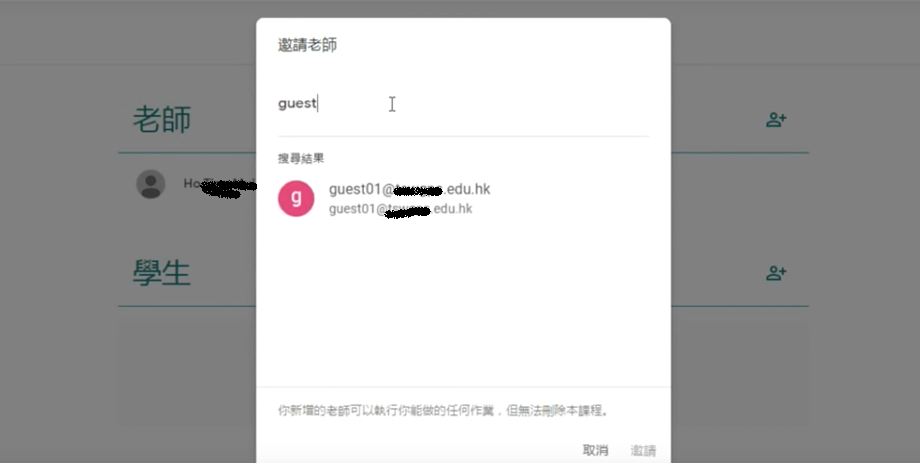 邀請老師
guest
老師
搜尋結果
Ho
g
guest01@ .edu.hk
guest01@ .edu.hk
學生
你新增的老師可以執行你能做的任何作業，但無法刪除本課程。
取消
邀請